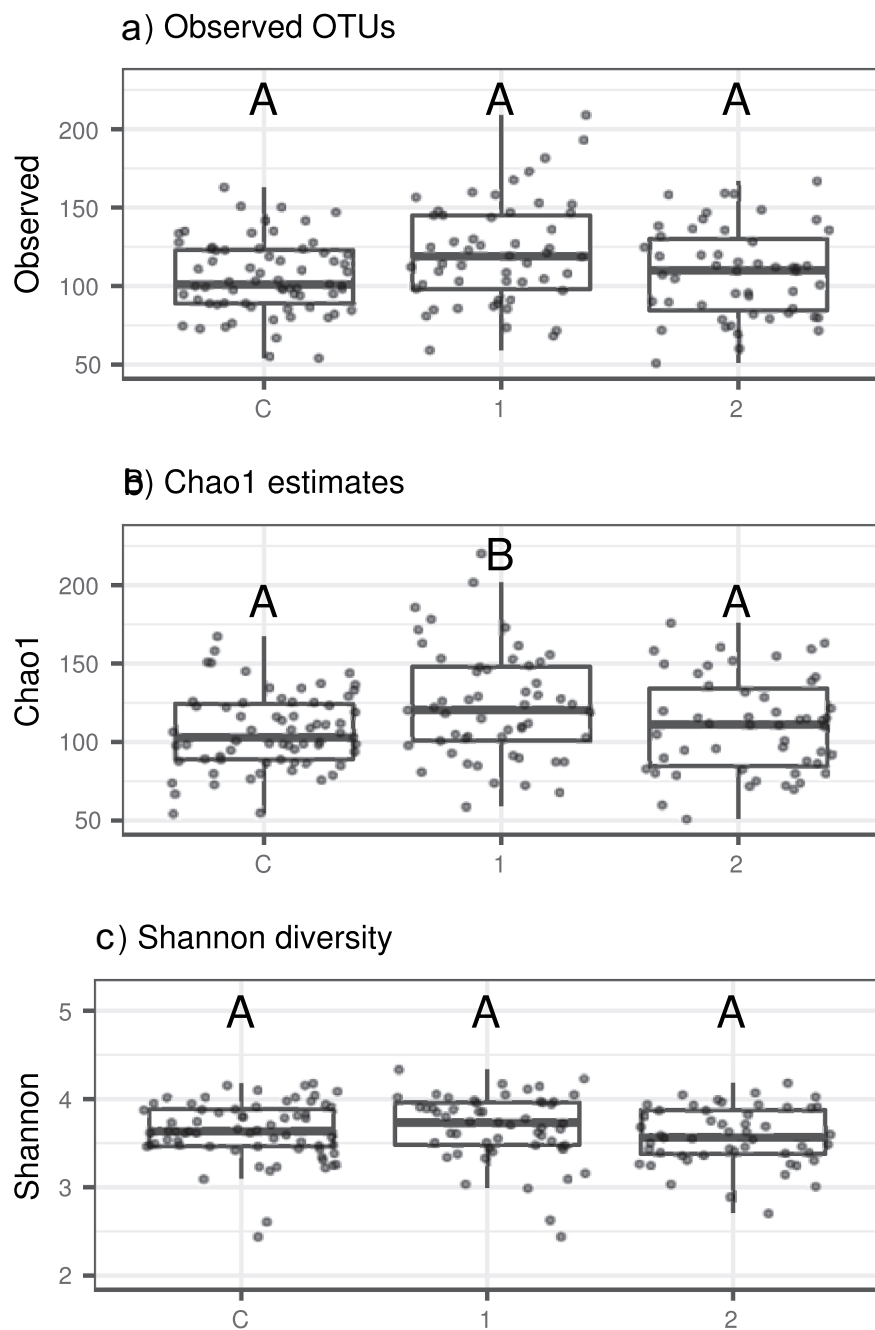 a) Observed OTUs
A A A
200
150
100
50
Observed
C 1 2
b) Chao1 estimates
B
A A
200
150
100
50
Chao1
C 1 2
c) Shannon diversity
A A A
5
4
3
2
Shannon
C 1 2